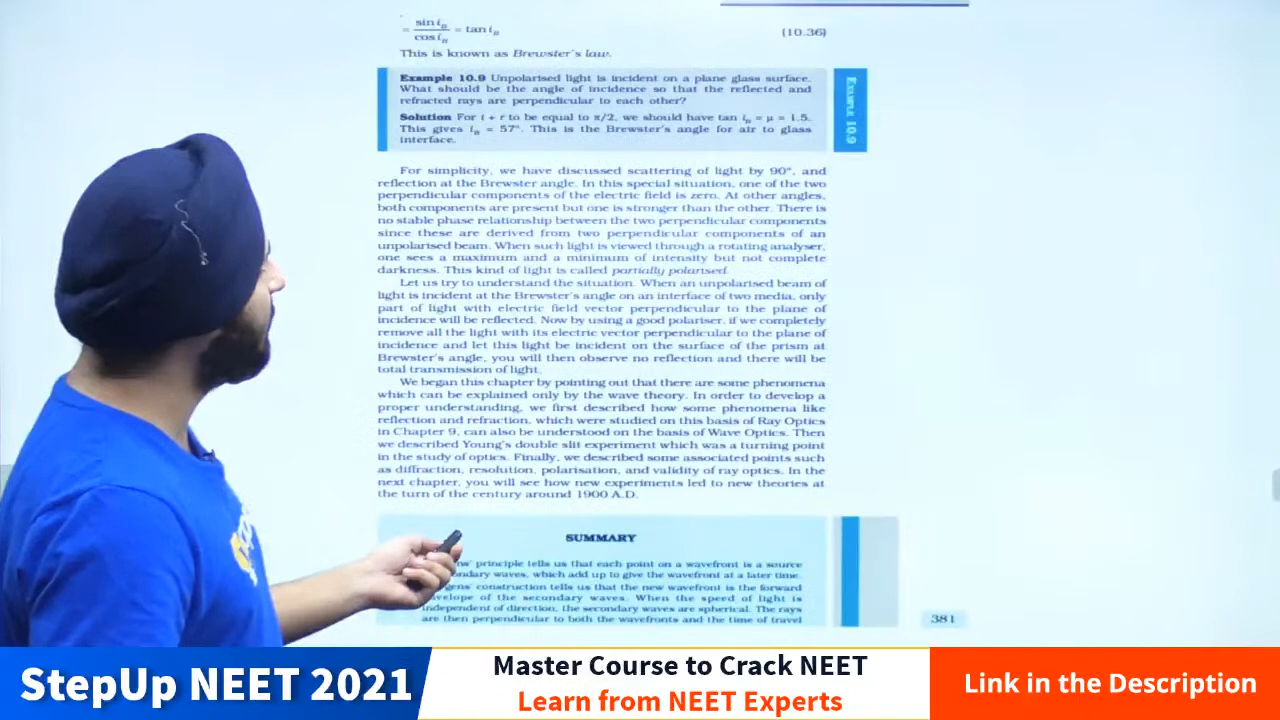 = sin i_B / cos i_B = tan i_B (10.36)
This is known as Brewster's law.
Example 10.9 Unpolarised light is incident on a plane glass surface.
What should be the angle of incidence so that the reflected and
refracted rays are perpendicular to each other?
Solution For i + r to be equal to π/2, we should have tan i_B = μ = 1.5.
This gives i_B = 57°. This is the Brewster's angle for air to glass
interface.
EXAMPLE 10.9
For simplicity, we have discussed scattering of light by 90°, and
reflection at the Brewster angle. In this special situation, one of the two
perpendicular components of the electric field is zero. At other angles,
both components are present but one is stronger than the other. There is
no stable phase relationship between the two perpendicular components
since these are derived from two perpendicular components of an
unpolarised beam. When such light is viewed through a rotating analyser,
one sees a maximum and a minimum of intensity but not complete
darkness. This kind of light is called partially polarised.
Let us try to understand the situation. When an unpolarised beam of
light is incident at the Brewster's angle on an interface of two media, only
part of light with electric field vector perpendicular to the plane of
incidence will be reflected. Now by using a good polariser, if we completely
remove all the light with its electric vector perpendicular to the plane of
incidence and let this light be incident on the surface of the prism at
Brewster's angle, you will then observe no reflection and there will be
total transmission of light.
We began this chapter by pointing out that there are some phenomena
which can be explained only by the wave theory. In order to develop a
proper understanding, we first described how some phenomena like
reflection and refraction, which were studied on this basis of Ray Optics
in Chapter 9, can also be understood on the basis of Wave Optics. Then
we described Young's double slit experiment which was a turning point
in the study of optics. Finally, we described some associated points such
as diffraction, resolution, polarisation, and validity of ray optics. In the
next chapter, you will see how new experiments led to new theories at
the turn of the century around 1900 A.D.
SUMMARY
principle tells us that each point on a wavefront is a source
waves, which add up to give the wavefront at a later time.
construction tells us that the new wavefront is the forward
of the secondary waves. When the speed of light is
independent of direction, the secondary waves are spherical. The rays
are then perpendicular to both the wavefronts and the time of travel
381
StepUp NEET 2021
Master Course to Crack NEET
Learn from NEET Experts
Link in the Description